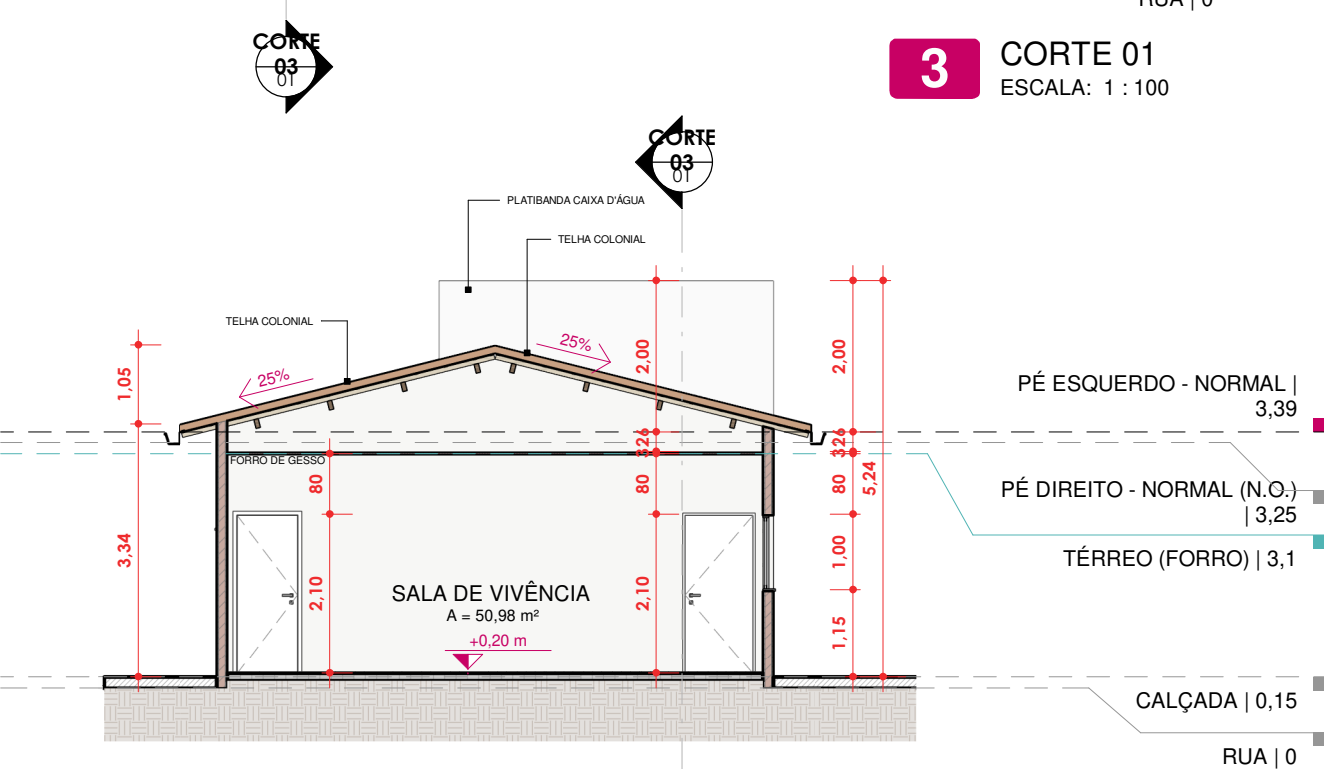 RUA | 0
CORTE
03
01
3
CORTE 01
ESCALA: 1 : 100
CORTE
03
01
PLATIBANDA CAIXA D'ÁGUA
TELHA COLONIAL
TELHA COLONIAL
25%
25%
1,05
2,00
2,00
PÉ ESQUERDO - NORMAL |
3,39
FORRO DE GESSO
80
80
80
5,24
PÉ DIREITO - NORMAL (N.O.)
| 3,25
3,34
2,10
2,10
1,00
TÉRREO (FORRO) | 3,1
SALA DE VIVÊNCIA
A = 50,98 m²
+0,20 m
1,15
CALÇADA | 0,15
RUA | 0